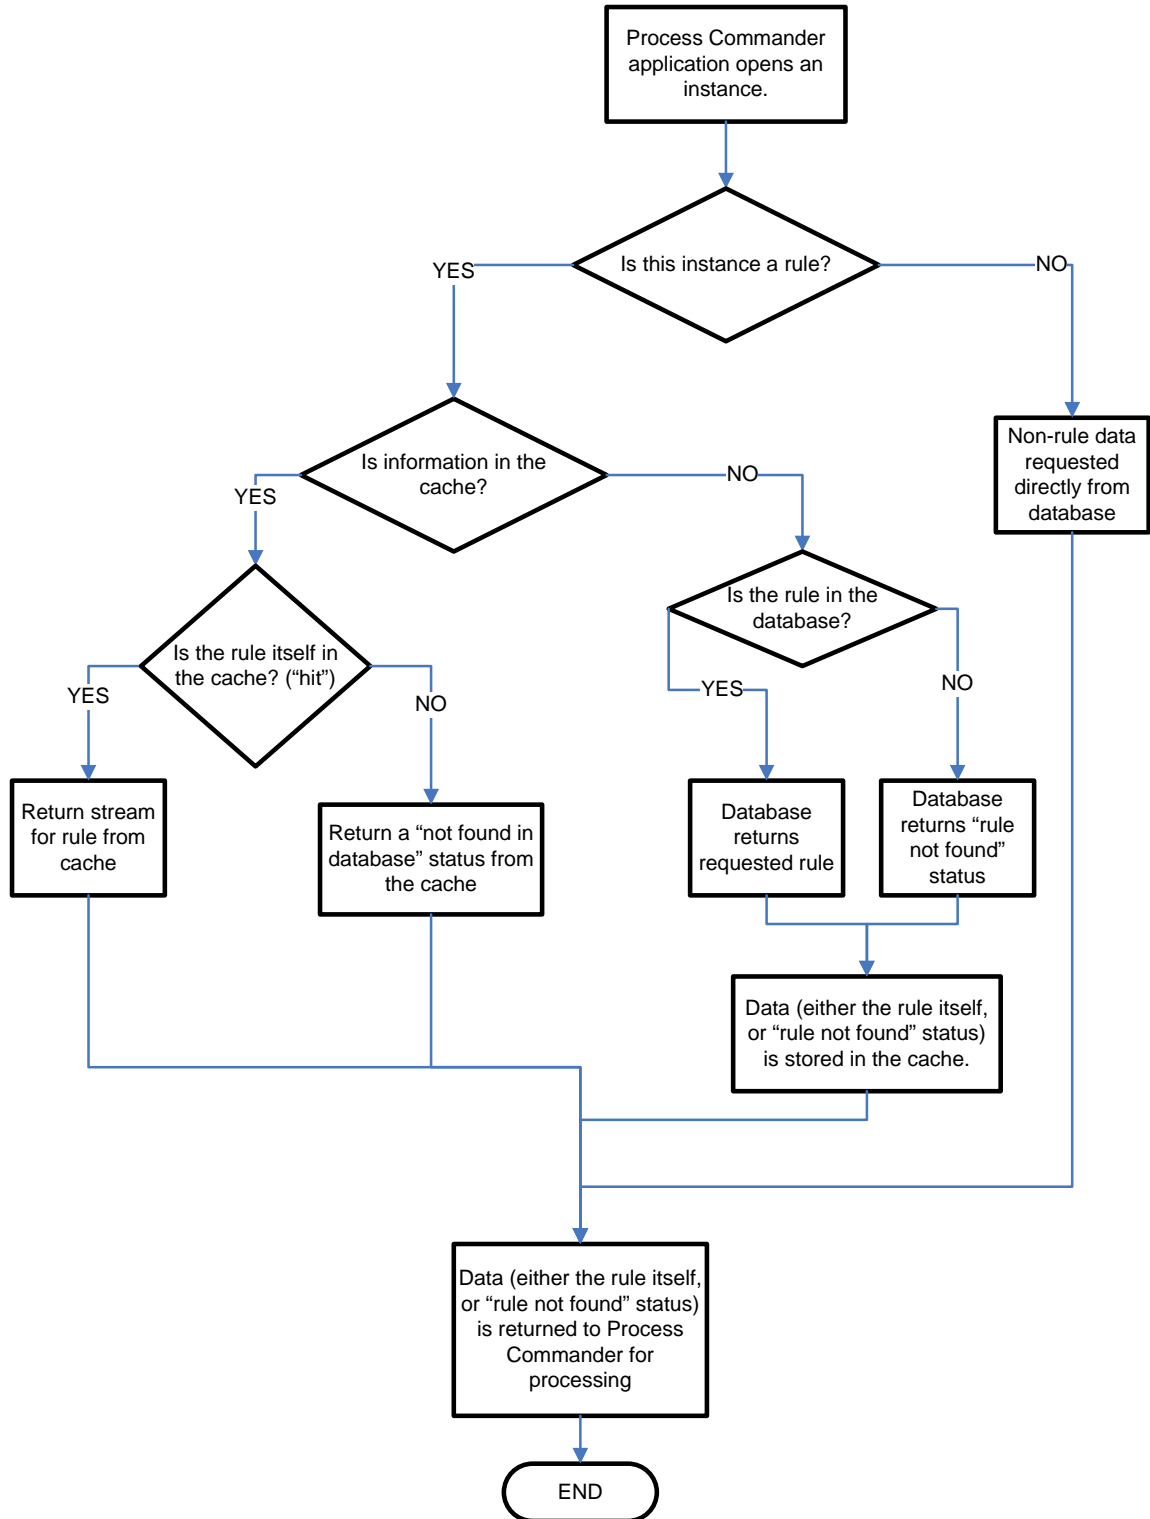 Process Commander
application opens an
instance.
Is this instance a rule?
YES
NO
Non-rule data
requested
directly from
database
Is information in the
cache?
YES
NO
Is the rule in the
database?
Is the rule itself in
the cache? (“hit”)
YES
NO
YES
NO
Return stream
for rule from
cache
Return a “not found in
database” status from
the cache
Database
returns
requested rule
Database
returns “rule
not found”
status
Data (either the rule itself,
or “rule not found” status)
is stored in the cache.
Data (either the rule itself,
or “rule not found” status)
is returned to Process
Commander for
processing
END